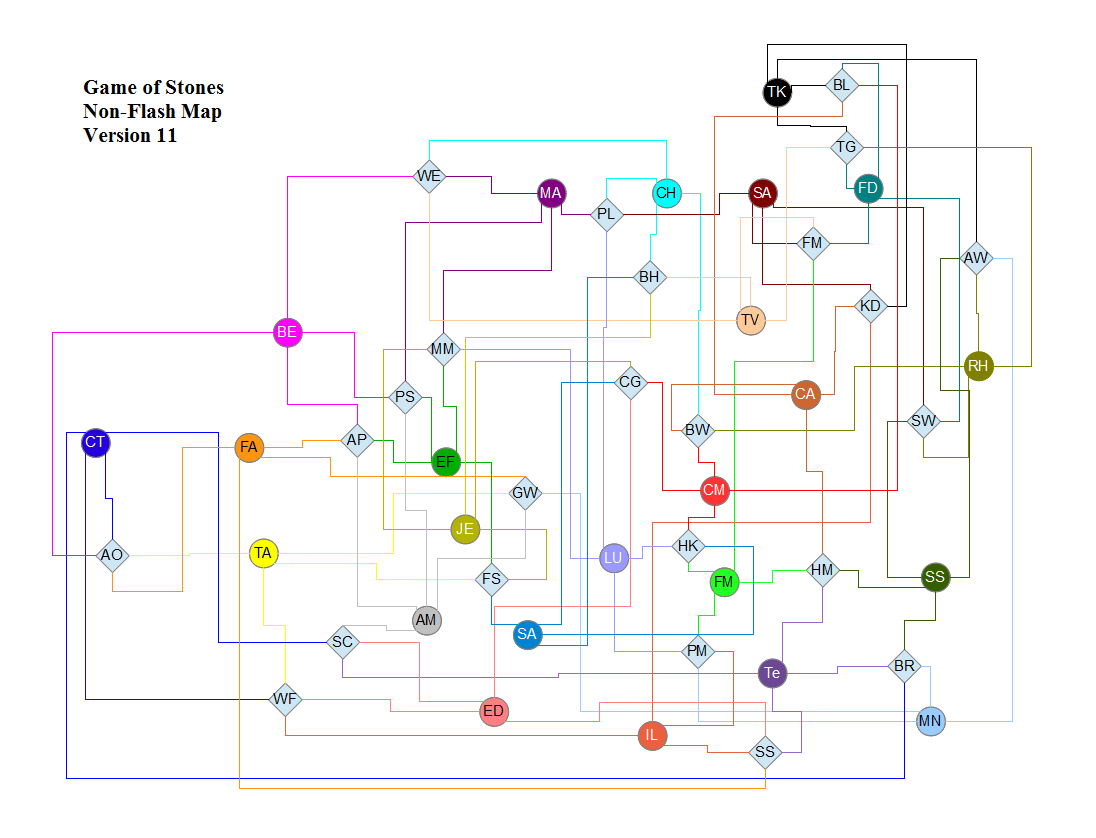 Game of Stones
Non-Flash Map
Version 11
TK
BL
TG
WE
MA
CH
SA
FD
PL
FM
AW
BH
KD
TV
BE
MM
RH
CG
CA
PS
SW
BW
CT
FA
AP
EF
GW
CM
JE
HK
AO
TA
LU
HM
FS
FM
SS
AM
SA
SC
PM
BR
Te
WF
ED
MN
IL
SS